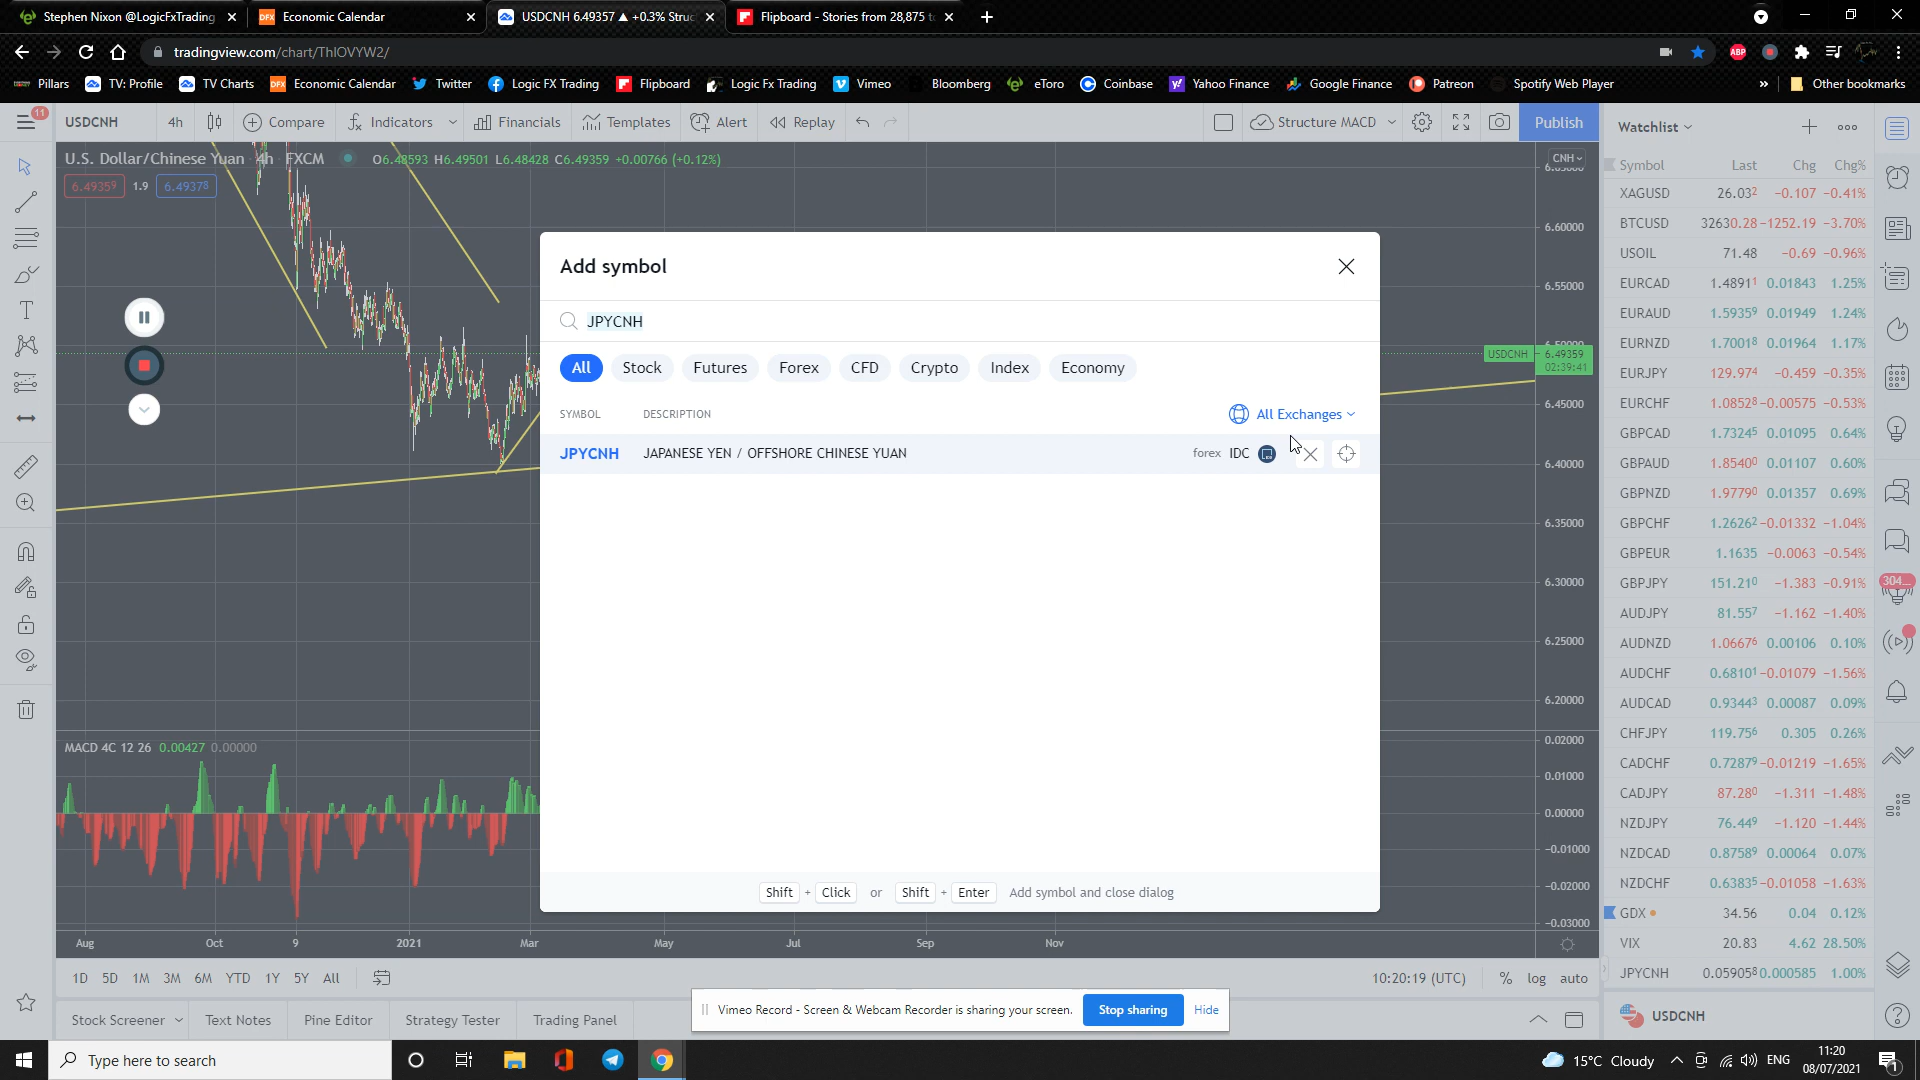 Stephen Nixon @LogicFxTrading
Economic Calendar
USDCNH 6.49357 ▲ +0.3% Struc
Flipboard - Stories from 28,875 t
tradingview.com/chart/ThIOVYW2/
ABP
Pillars
TV: Profile
TV Charts
Economic Calendar
Twitter
Logic FX Trading
Flipboard
Logic Fx Trading
Vimeo
Bloomberg
eToro
Coinbase
Yahoo Finance
Google Finance
Patreon
Spotify Web Player
»
Other bookmarks
11
USDCNH
4h
Compare
Indicators
Financials
Templates
Alert
Replay
Structure MACD
Publish
Watchlist
U.S. Dollar/Chinese Yuan 4h FXCM
O6.48593 H6.49501 L6.48428 C6.49359 +0.00766 (+0.12%)
6.49359 1.9 6.49378
CNH
6.60000
6.55000
USDCNH 6.49359
02:39:41
6.45000
6.40000
6.35000
6.30000
6.25000
6.20000
Add symbol
JPYCNH
All Stock Futures Forex CFD Crypto Index Economy
SYMBOL DESCRIPTION All Exchanges
JPYCNH JAPANESE YEN / OFFSHORE CHINESE YUAN forex IDC
Shift + Click or Shift + Enter Add symbol and close dialog
MACD 4C 12 26 0.00427 0.00000
0.02000
0.01000
0.00000
-0.01000
-0.02000
-0.03000
Aug Oct 9 2021 Mar May Jul Sep Nov
1D 5D 1M 3M 6M YTD 1Y 5Y All
10:20:19 (UTC) % log auto
Stock Screener Text Notes Pine Editor Strategy Tester Trading Panel
Vimeo Record - Screen & Webcam Recorder is sharing your screen. Stop sharing Hide
Symbol Last Chg Chg%
XAGUSD 26.032 -0.107 -0.41%
BTCUSD 32630.28 -1252.19 -3.70%
USOIL 71.48 -0.69 -0.96%
EURCAD 1.48911 0.01843 1.25%
EURAUD 1.59359 0.01949 1.24%
EURNZD 1.70018 0.01964 1.17%
EURJPY 129.974 -0.459 -0.35%
EURCHF 1.08528 -0.00575 -0.53%
GBPCAD 1.73245 0.01095 0.64%
GBPAUD 1.85400 0.01107 0.60%
GBPNZD 1.97790 0.01357 0.69%
GBPCHF 1.26262 -0.01332 -1.04%
GBPEUR 1.1635 -0.0063 -0.54%
GBPJPY 151.210 -1.383 -0.91%
AUDJPY 81.557 -1.162 -1.40%
AUDNZD 1.06676 0.00106 0.10%
AUDCHF 0.68101 -0.01079 -1.56%
AUDCAD 0.93443 0.00087 0.09%
CHFJPY 119.756 0.305 0.26%
CADCHF 0.72879 -0.01219 -1.65%
CADJPY 87.280 -1.311 -1.48%
NZDJPY 76.449 -1.120 -1.44%
NZDCAD 0.87589 0.00064 0.07%
NZDCHF 0.63835 -0.01058 -1.63%
GDX 34.56 0.04 0.12%
VIX 20.83 4.62 28.50%
JPYCNH 0.059058 0.000585 1.00%
USDCNH
304
Type here to search
15°C Cloudy
ENG
11:20
08/07/2021
1